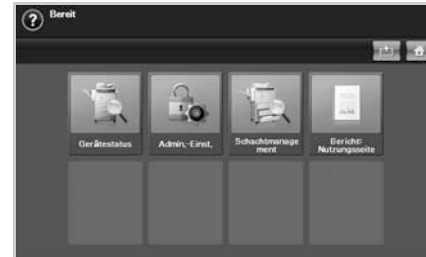 Bereit
Gerätestatus
Admin,-Einst,
Schachtmanage
ment
Bericht/
Nutzungsseite